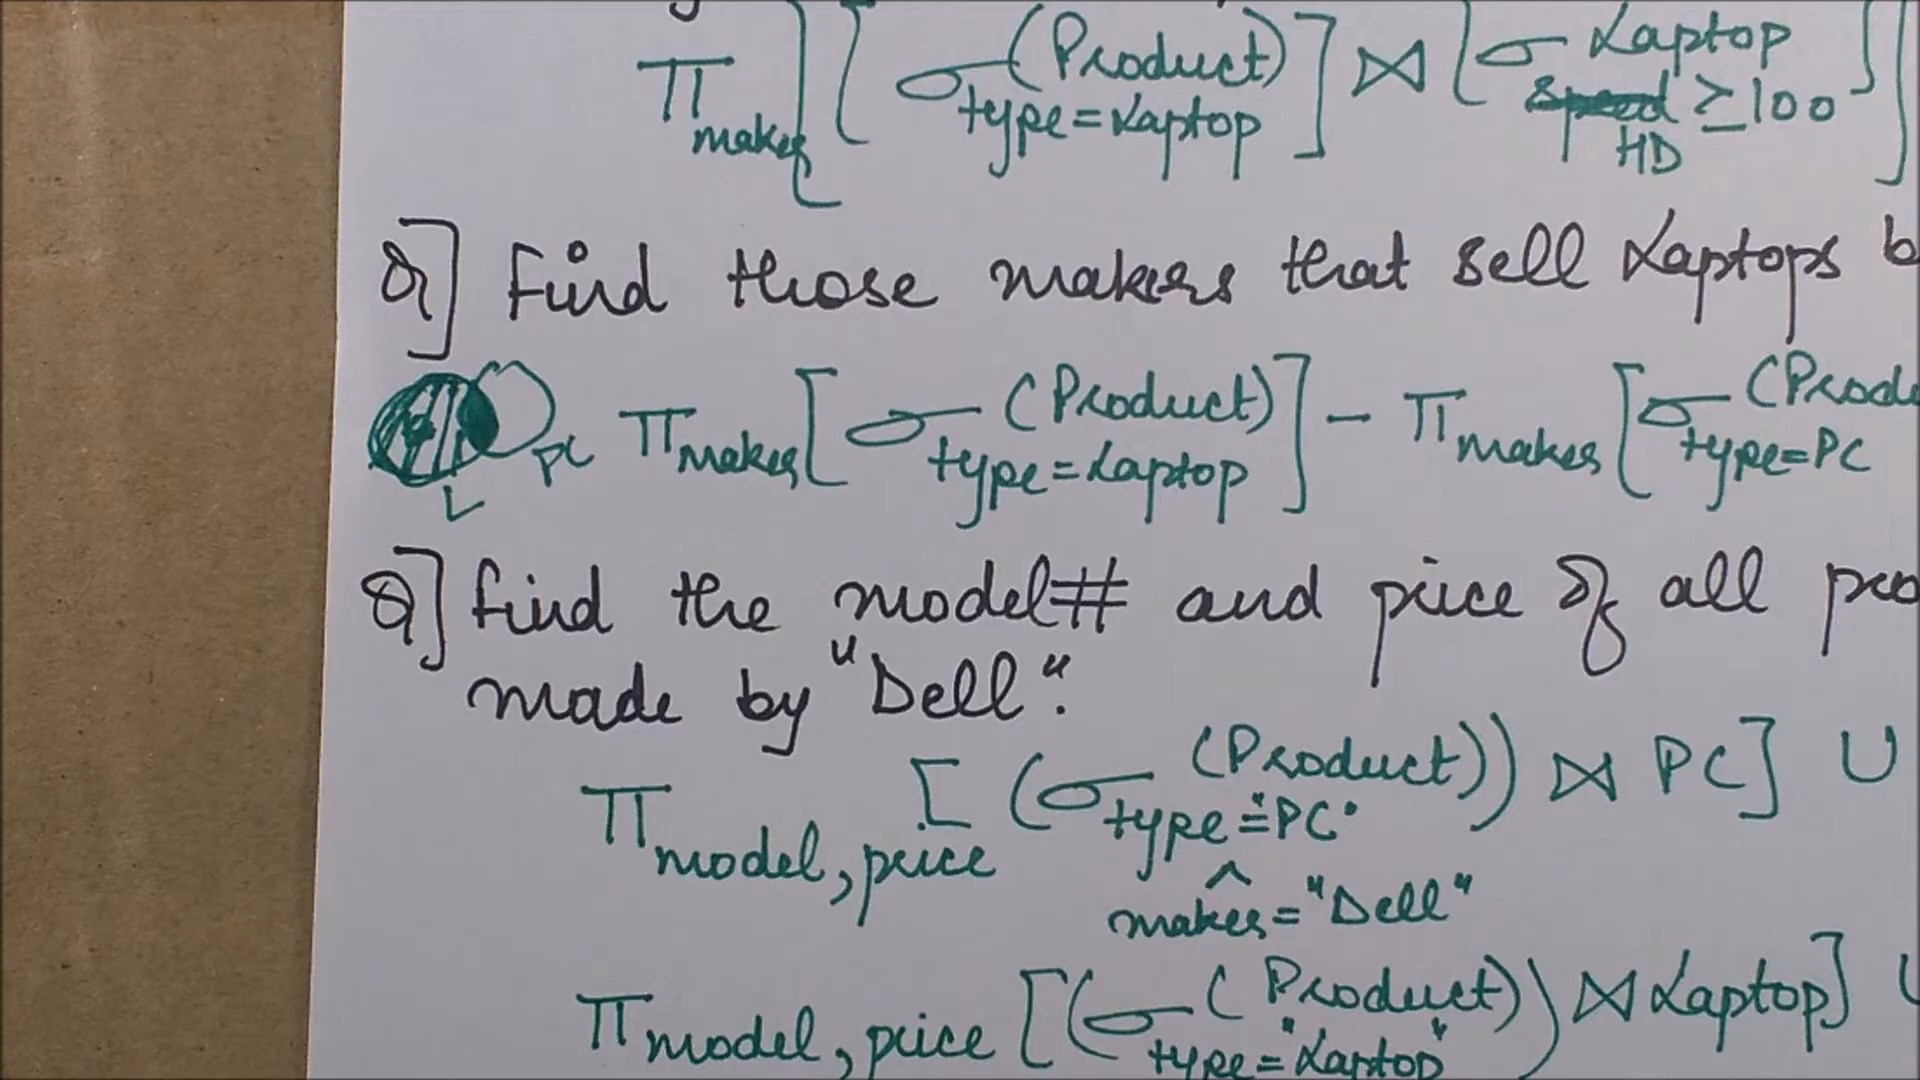 π maker [ [ σ type=Laptop (Product) ] ⋈ [ σ HD ≥100 Laptop ] ]
Q] Find those makers that sell Laptops b
L PC π maker [ σ type=Laptop (Product) ] − π maker [ σ type=PC (Produ
Q] Find the model# and price of all pro
made by "Dell".
π model, price [ ( σ type="PC" ^ maker="Dell" (Product)) ⋈ PC] ∪
π model, price [ ( σ type="Laptop" (Product)) ⋈ Laptop]